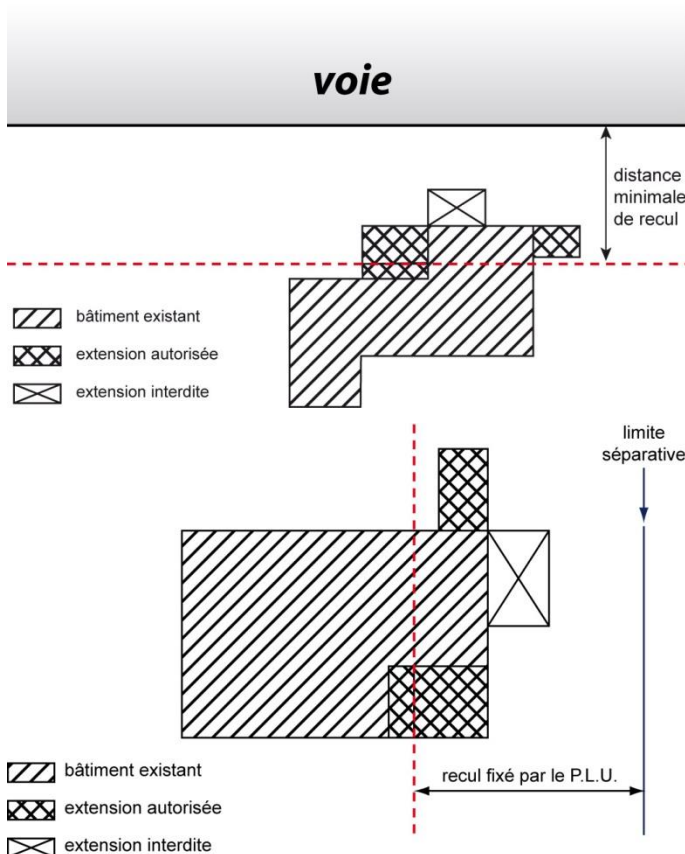 voie
distance
minimale
de recul
bâtiment existant
extension autorisée
extension interdite
limite
séparative
bâtiment existant
recul fixé par le P.L.U.
extension autorisée
extension interdite